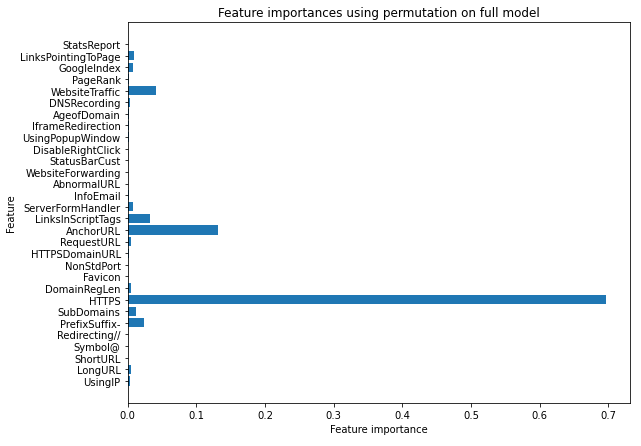 Feature importances using permutation on full model
StatsReport
LinksPointingToPage
GoogleIndex
PageRank
WebsiteTraffic
DNSRecording
AgeofDomain
IframeRedirection
UsingPopupWindow
DisableRightClick
StatusBarCust
WebsiteForwarding
AbnormalURL
InfoEmail
ServerFormHandler
LinksInScriptTags
AnchorURL
RequestURL
HTTPSDomainURL
NonStdPort
Favicon
DomainRegLen
HTTPS
SubDomains
PrefixSuffix-
Redirecting//
Symbol@
ShortURL
LongURL
UsingIP
Feature
0.0 0.1 0.2 0.3 0.4 0.5 0.6 0.7
Feature importance